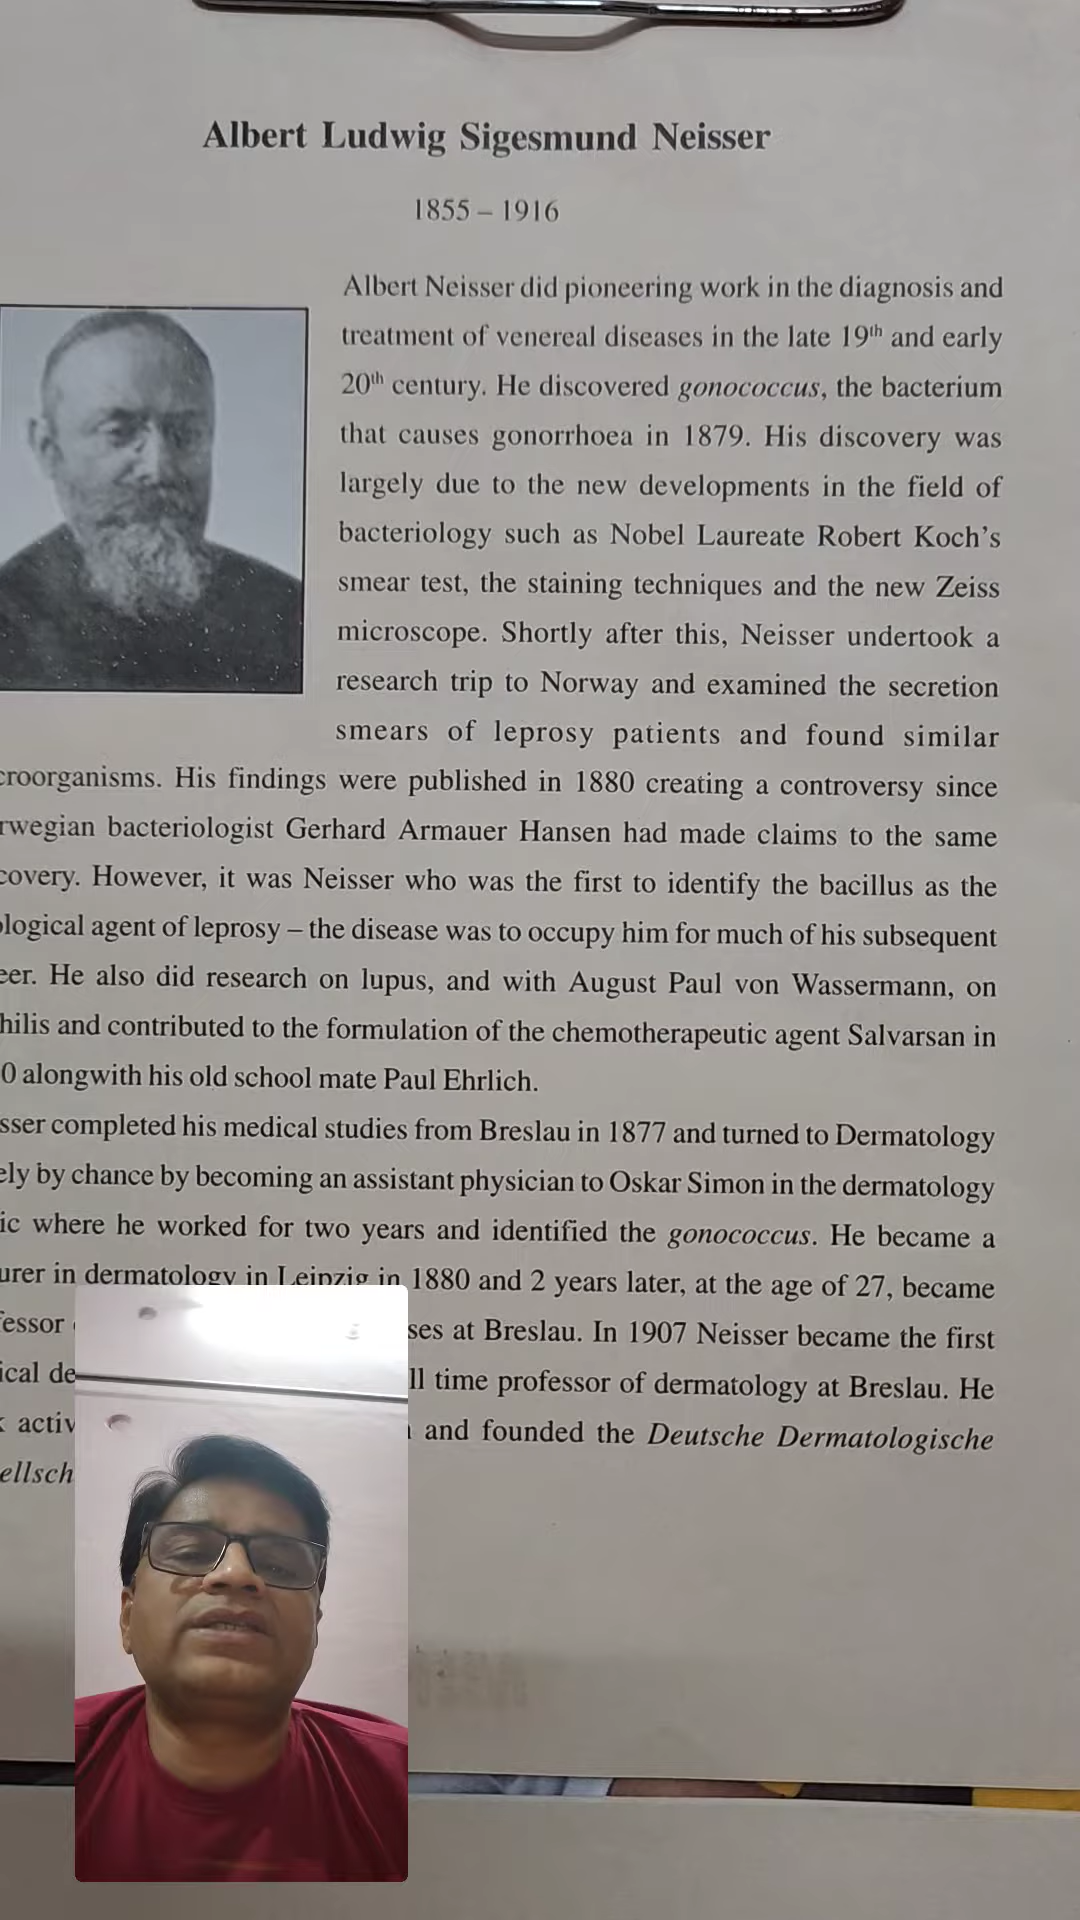 Albert Ludwig Sigesmund Neisser
1855 – 1916
Albert Neisser did pioneering work in the diagnosis and
treatment of venereal diseases in the late 19th and early
20th century. He discovered gonococcus, the bacterium
that causes gonorrhoea in 1879. His discovery was
largely due to the new developments in the field of
bacteriology such as Nobel Laureate Robert Koch's
smear test, the staining techniques and the new Zeiss
microscope. Shortly after this, Neisser undertook a
research trip to Norway and examined the secretion
smears of leprosy patients and found similar
croorganisms. His findings were published in 1880 creating a controversy since
rwegian bacteriologist Gerhard Armauer Hansen had made claims to the same
covery. However, it was Neisser who was the first to identify the bacillus as the
ological agent of leprosy – the disease was to occupy him for much of his subsequent
eer. He also did research on lupus, and with August Paul von Wassermann, on
hilis and contributed to the formulation of the chemotherapeutic agent Salvarsan in
0 alongwith his old school mate Paul Ehrlich.
sser completed his medical studies from Breslau in 1877 and turned to Dermatology
ely by chance by becoming an assistant physician to Oskar Simon in the dermatology
ic where he worked for two years and identified the gonococcus. He became a
urer in dermatology in Leipzig in 1880 and 2 years later, at the age of 27, became
fessor ses at Breslau. In 1907 Neisser became the first
ical de ll time professor of dermatology at Breslau. He
k activ and founded the Deutsche Dermatologische
ellsch